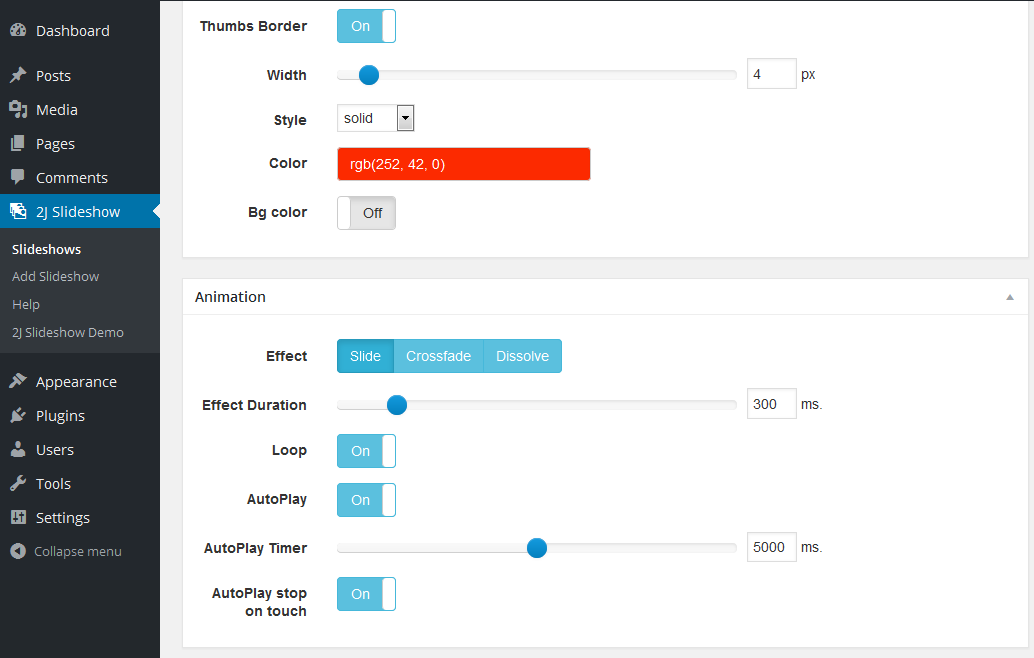 Dashboard
Posts
Media
Pages
Comments
2J Slideshow
Slideshows
Add Slideshow
Help
2J Slideshow Demo
Appearance
Plugins
Users
Tools
Settings
Collapse menu
Thumbs Border On
Width 4 px
Style solid
Color rgb(252, 42, 0)
Bg color Off
Animation
Effect Slide Crossfade Dissolve
Effect Duration 300 ms.
Loop On
AutoPlay On
AutoPlay Timer 5000 ms.
AutoPlay stop On
on touch